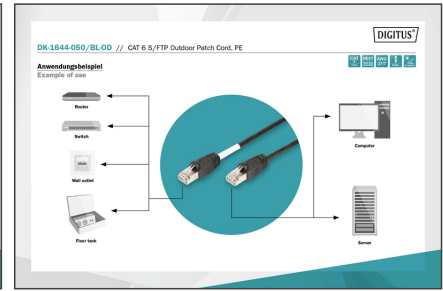 DIGITUS®
DK-1644-050/BL-OD // CAT 6 S/FTP Outdoor Patch Cord, PE
Anwendungsbeispiel
Example of use
Router
Switch
Wall outlet
Floor tank
Computer
Server